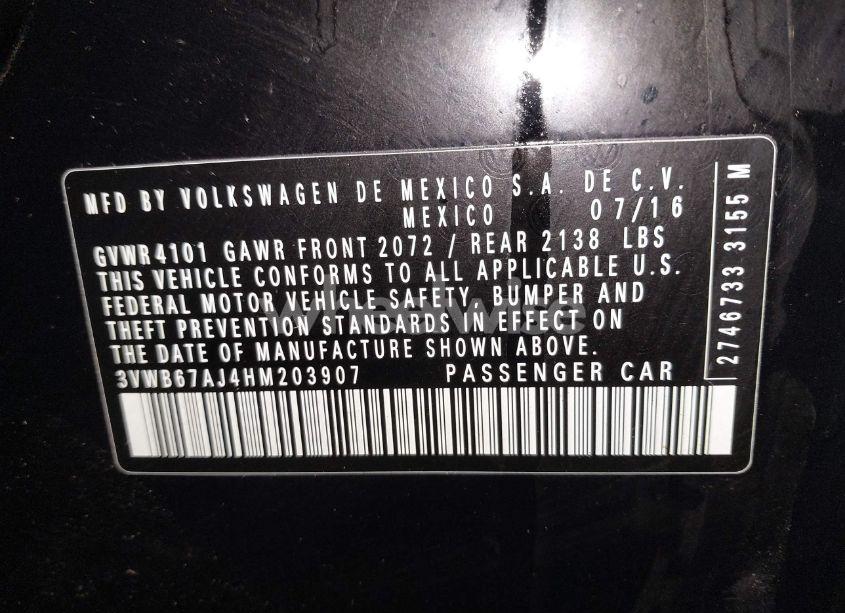 MFD BY VOLKSWAGEN DE MEXICO S.A. DE C.V.
MEXICO 07/16
GVWR4101 GAWR FRONT 2072 / REAR 2138 LBS
THIS VEHICLE CONFORMS TO ALL APPLICABLE U.S.
FEDERAL MOTOR VEHICLE SAFETY, BUMPER AND
THEFT PREVENTION STANDARDS IN EFFECT ON
THE DATE OF MANUFACTURE SHOWN ABOVE.
3VWB67AJ4HM203907 PASSENGER CAR
2746733 3155 M